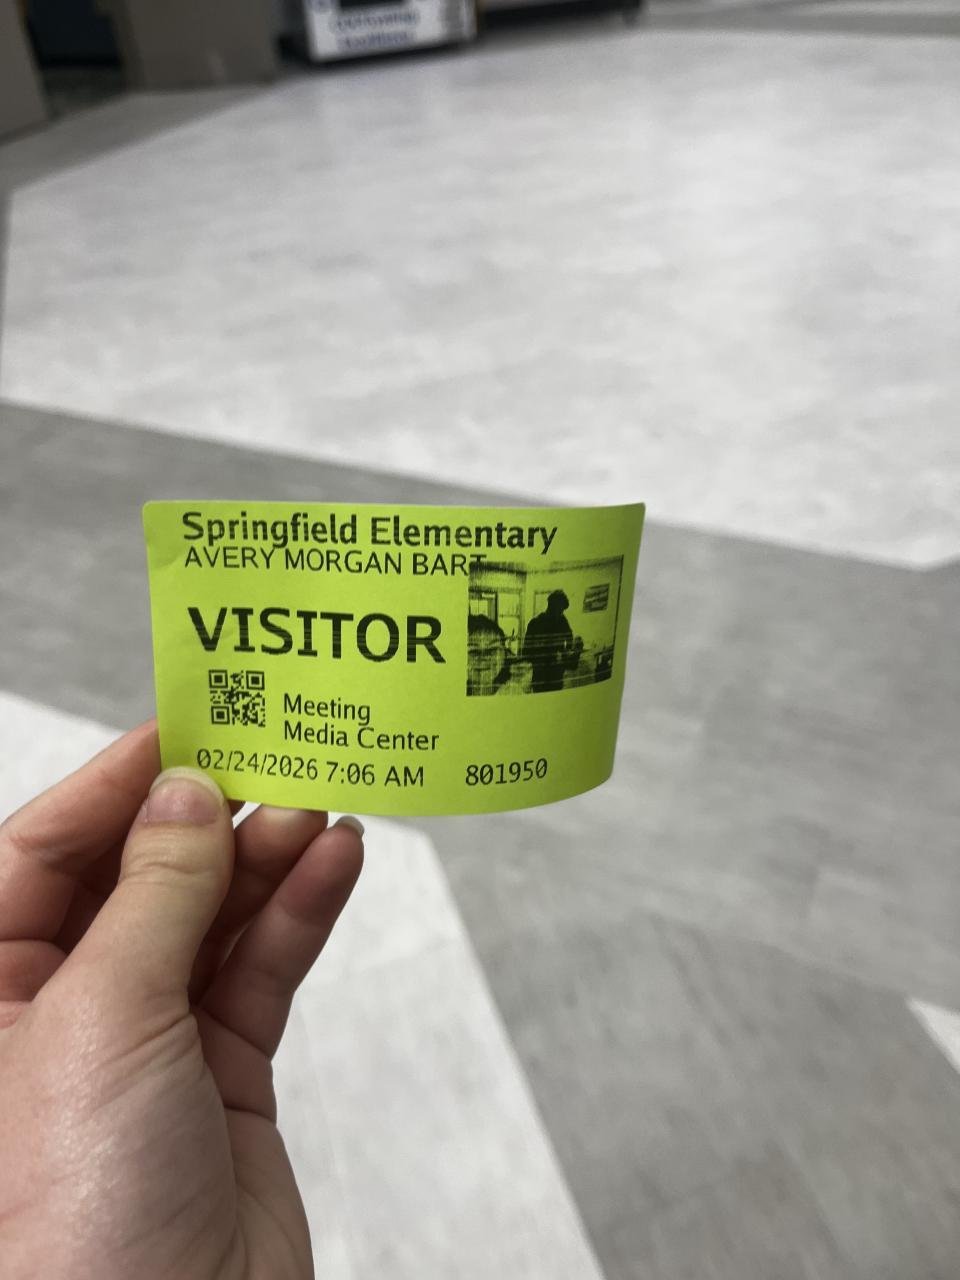 Springfield Elementary
AVERY MORGAN BART
VISITOR
Meeting
Media Center
02/24/2026 7:06 AM 801950